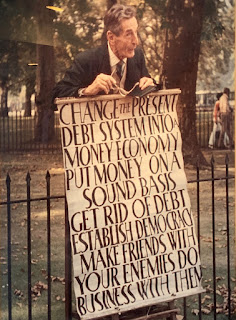 CHANGE THE PRESENT
DEBT SYSTEM INTO
MONEY ECONOMY
PUT MONEY ON A
SOUND BASIS
GET RID OF DEBT
ESTABLISH DEMOCRACY
MAKE FRIENDS WITH
YOUR ENEMIES DO
BUSINESS WITH THEM